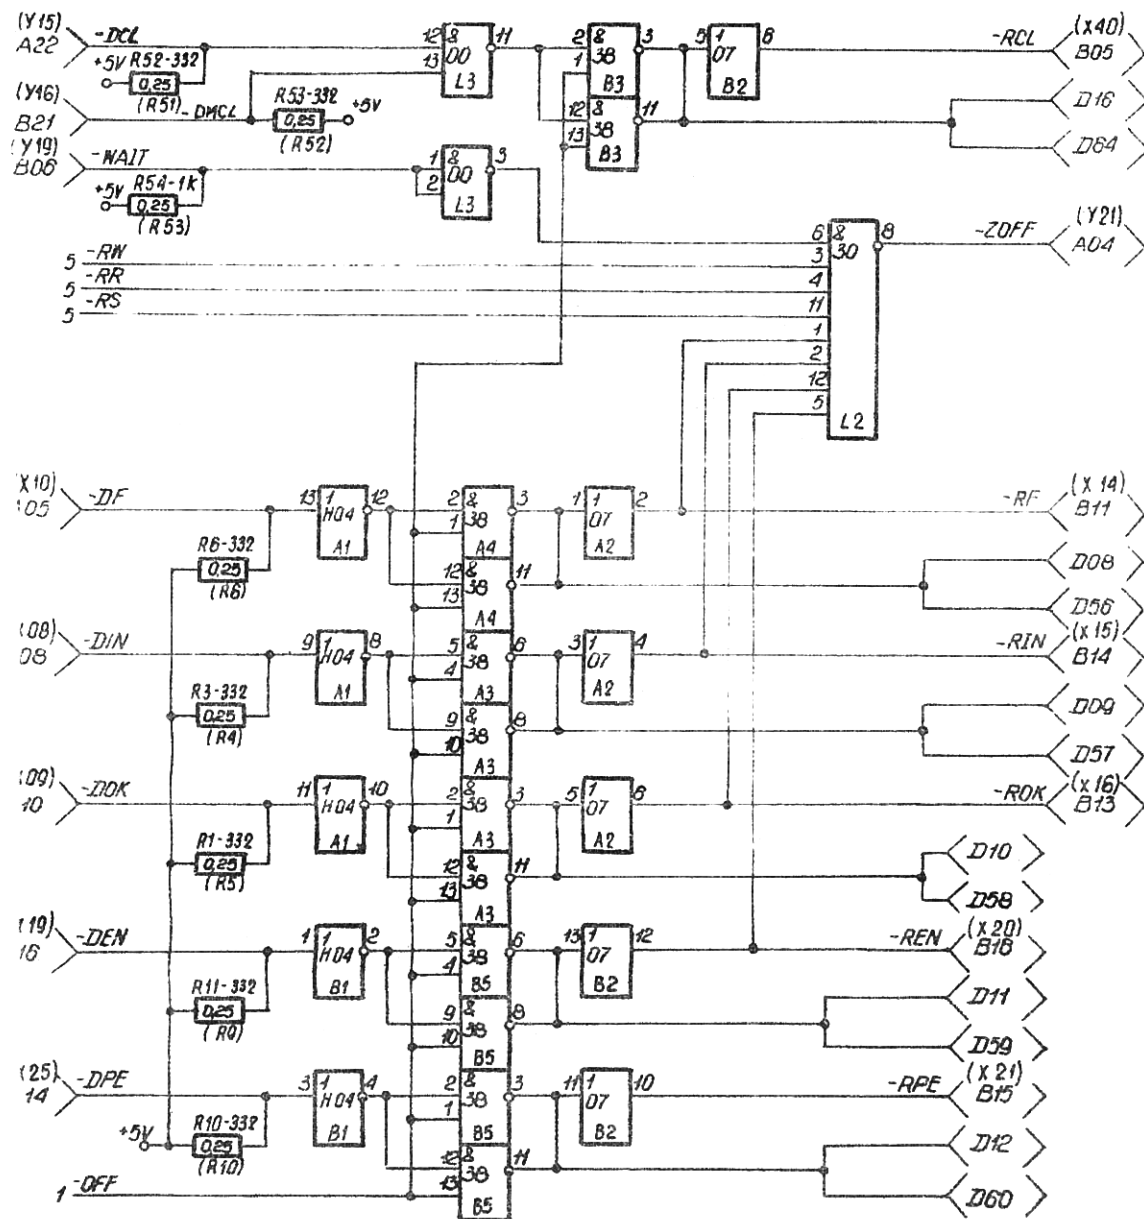 (Y15)
A22
-DCL
+5V
R52-332
0,25
(R51)
(Y16)
B21
-DMCL
R53-332
+5V
0,25
(R52)
(Y19)
B06
-WAIT
+5V
R54-1K
0,25
(R53)
12 & 11
00
13
L3
1 & 3
2 00
L3
2 & 3
38
1
B3
12 & 11
38
13
B3
5 1 6
07
B2
-RCL
(X40)
B05
D16
D64
5 -RW
5 -RR
5 -RS
6 & 8
30
3
4
11
1
2
12
5
L2
-ZOFF
(Y21)
A04
(X10)
05
-DF
R6-332
0,25
(R6)
13 1 12
H04
A1
2 & 3
38
1
A4
12 & 11
38
13
A4
1 1 2
07
A2
-RF
(X14)
B11
D08
D56
(08)
08
-DIN
R3-332
0,25
(R4)
9 1 8
H04
A1
5 & 6
38
4
A3
9 & 8
38
10
A3
3 1 4
07
A2
-RIN
(X15)
B14
D09
D57
(09)
10
-DOK
R1-332
0,25
(R5)
11 1 10
H04
A1
2 & 3
38
1
A3
12 & 11
38
13
A3
5 1 6
07
A2
-ROK
(X16)
B13
D10
D58
(19)
16
-DEN
R11-332
0,25
(R9)
1 1 2
H04
B1
5 & 6
38
4
B5
9 & 8
38
10
B5
13 1 12
07
B2
-REN
(X20)
B18
D11
D59
(25)
14
-DPE
+5V
R10-332
0,25
(R10)
3 1 4
H04
B1
2 & 3
38
1
B5
12 & 11
38
13
B5
11 1 10
07
B2
-RPE
(X21)
B15
D12
D60
1 -OFF